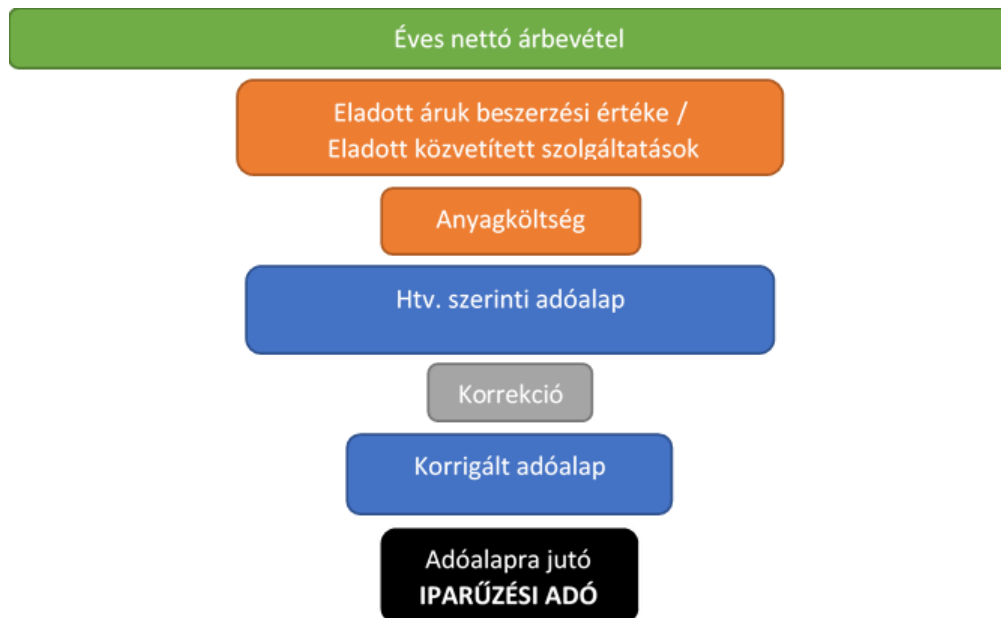 Éves nettó árbevétel
Eladott áruk beszerzési értéke /
Eladott közvetített szolgáltatások
Anyagköltség
Htv. szerinti adóalap
Korrekció
Korrigált adóalap
Adóalapra jutó
IPARŰZÉSI ADÓ